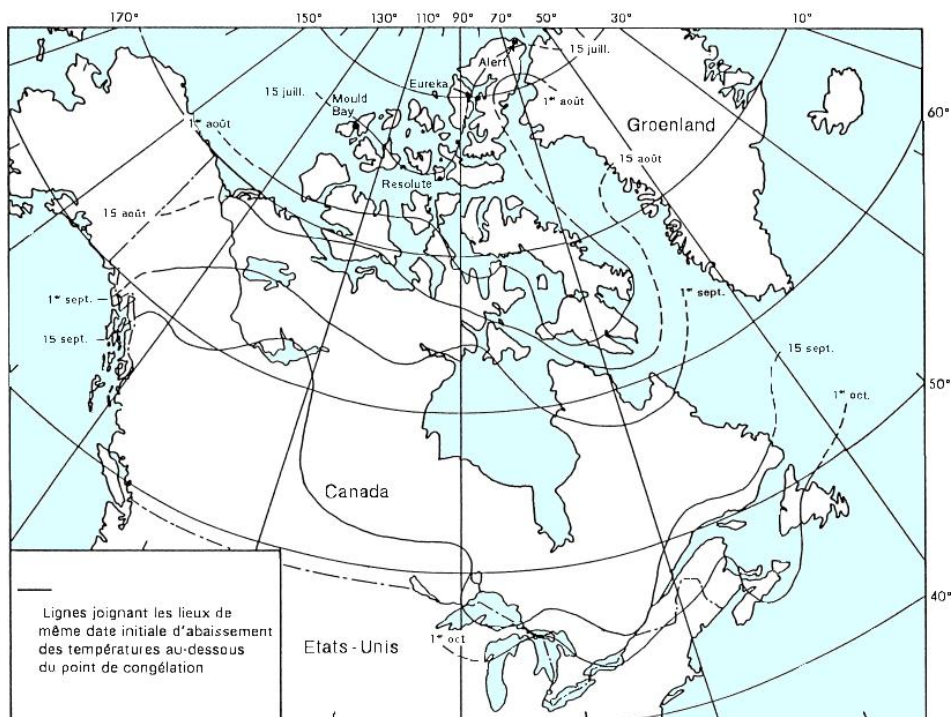 170°
130°
110°
90°
70°
50°
30°
10°
15 juill.
Alert
Eureka
15 juill.
1er août
Mould
Bay
1er août
Groenland
60°
15 août
Resolute
15 août
1er sept.
1er sept.
15 sept.
15 sept.
50°
1er oct.
Canada
40°
Lignes joignant les lieux de
même date initiale d'abaissement
des températures au-dessous
du point de congélation
Etats-Unis
1er oct